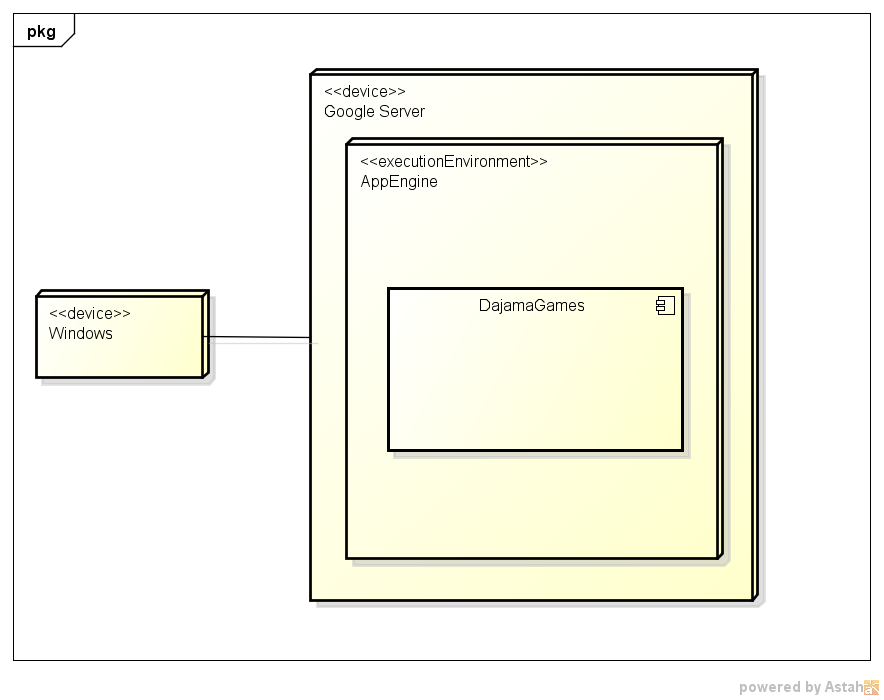 pkg
<<device>>
Google Server
<<executionEnvironment>>
AppEngine
DajamaGames
<<device>>
Windows
powered by Astah